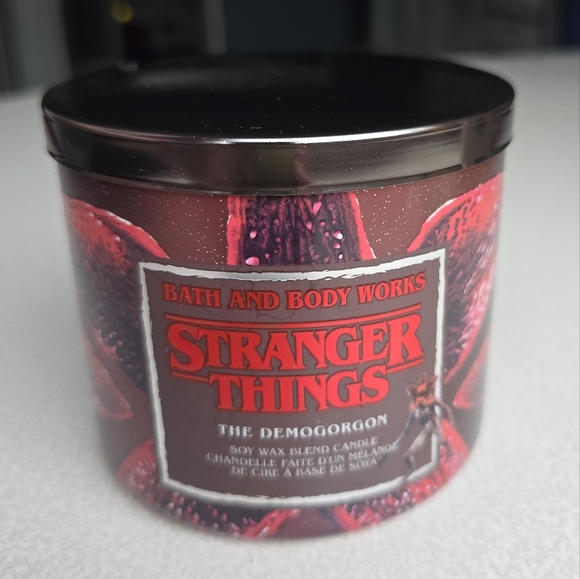 BATH AND BODY WORKS
STRANGER
THINGS
THE DEMOGORGON
SOY WAX BLEND CANDLE
CHANDELLE FAITE D'UN MÉLANGE
DE CIRE À BASE DE SOYA